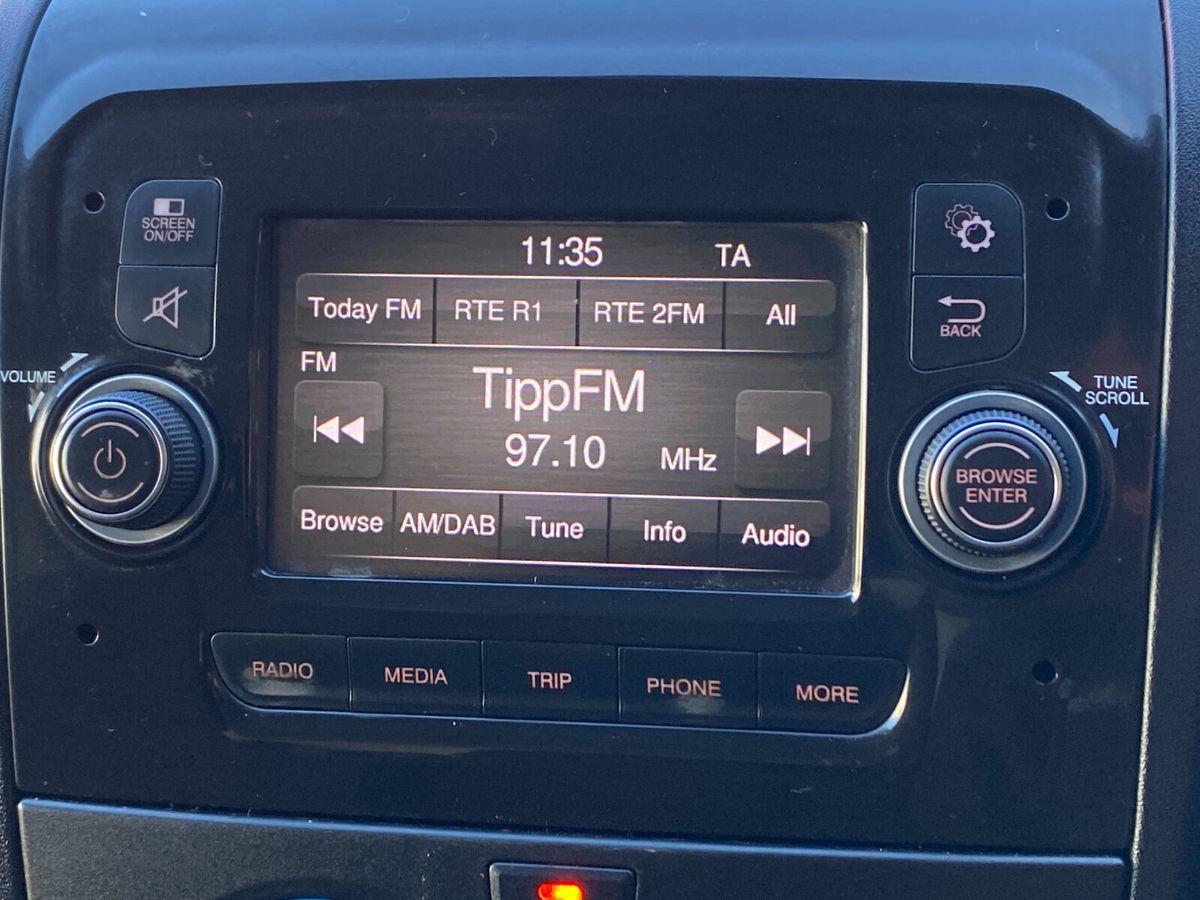 SCREEN
ON/OFF
11:35 TA
Today FM RTE R1 RTE 2FM All
FM
TippFM
97.10 MHz
Browse AM/DAB Tune Info Audio
BACK
VOLUME
TUNE
SCROLL
BROWSE
ENTER
RADIO MEDIA TRIP PHONE MORE